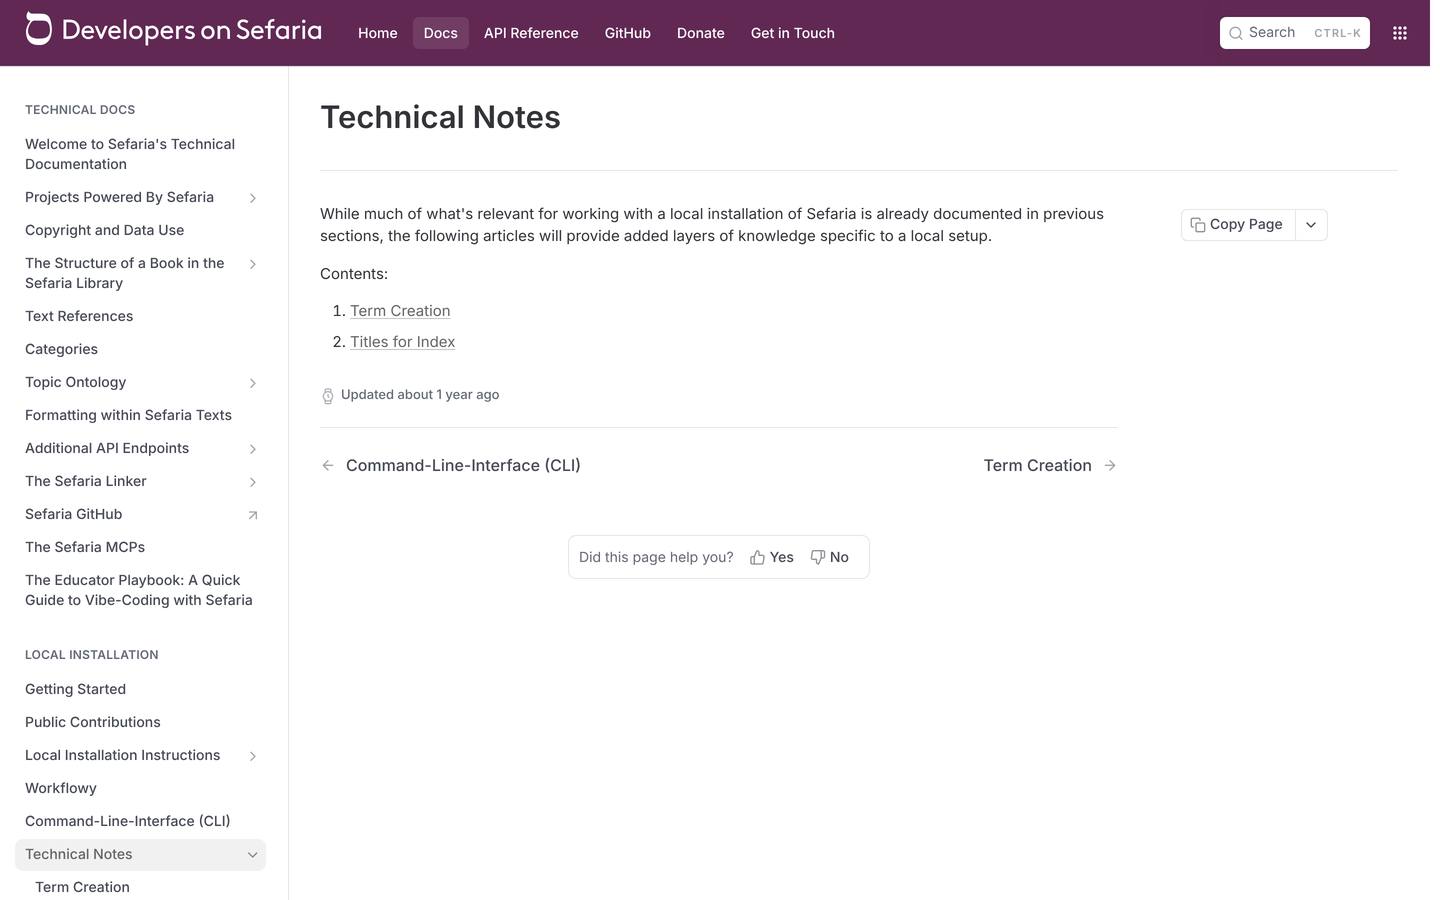 Developers on Sefaria
Home
Docs
API Reference
GitHub
Donate
Get in Touch
Search
CTRL-K
TECHNICAL DOCS
Welcome to Sefaria's Technical
Documentation
Projects Powered By Sefaria
Copyright and Data Use
The Structure of a Book in the
Sefaria Library
Text References
Categories
Topic Ontology
Formatting within Sefaria Texts
Additional API Endpoints
The Sefaria Linker
Sefaria GitHub
The Sefaria MCPs
The Educator Playbook: A Quick
Guide to Vibe-Coding with Sefaria
LOCAL INSTALLATION
Getting Started
Public Contributions
Local Installation Instructions
Workflowy
Command-Line-Interface (CLI)
Technical Notes
Term Creation
Technical Notes
While much of what's relevant for working with a local installation of Sefaria is already documented in previous
sections, the following articles will provide added layers of knowledge specific to a local setup.
Contents:
1. Term Creation
2. Titles for Index
Updated about 1 year ago
Command-Line-Interface (CLI)
Term Creation
Did this page help you?
Yes
No
Copy Page